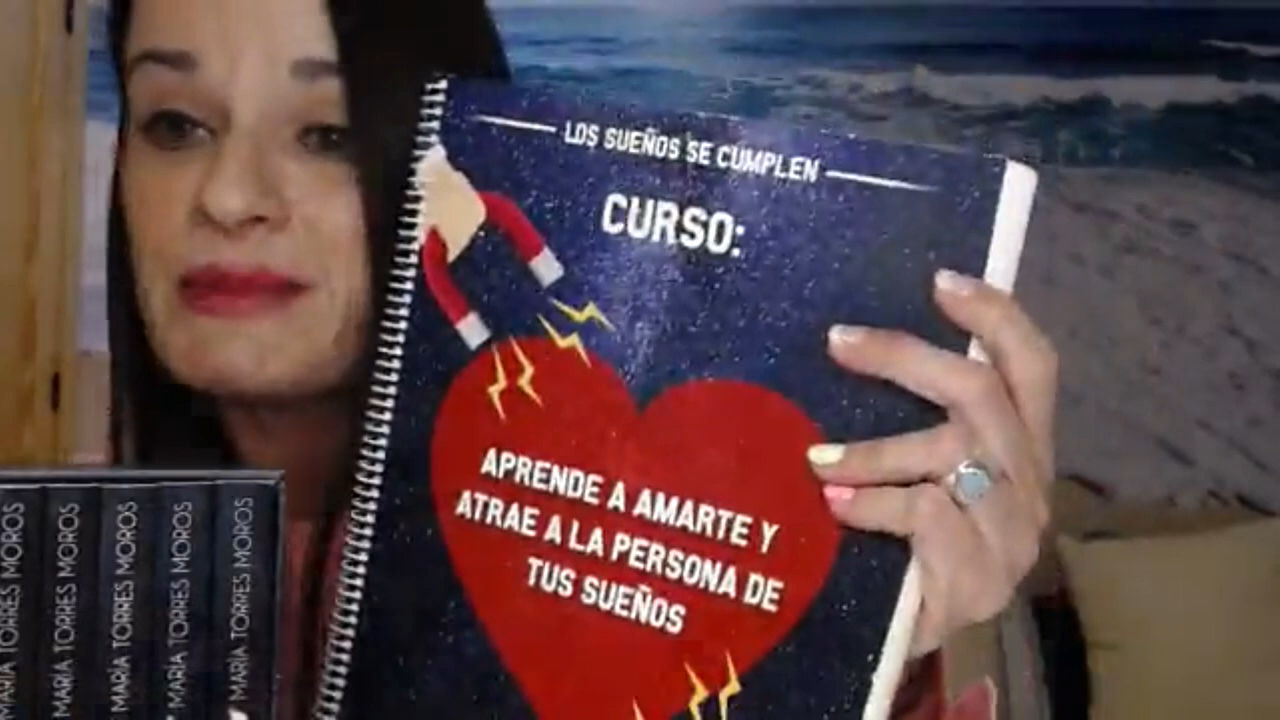 LOS SUEÑOS SE CUMPLEN
CURSO:
APRENDE A AMARTE Y
ATRAE A LA PERSONA DE
TUS SUEÑOS
MARÍA TORRES MOROS
MARÍA TORRES MOROS
MARÍA TORRES MOROS
MARÍA TORRES MOROS
MARÍA TORRES MOROS